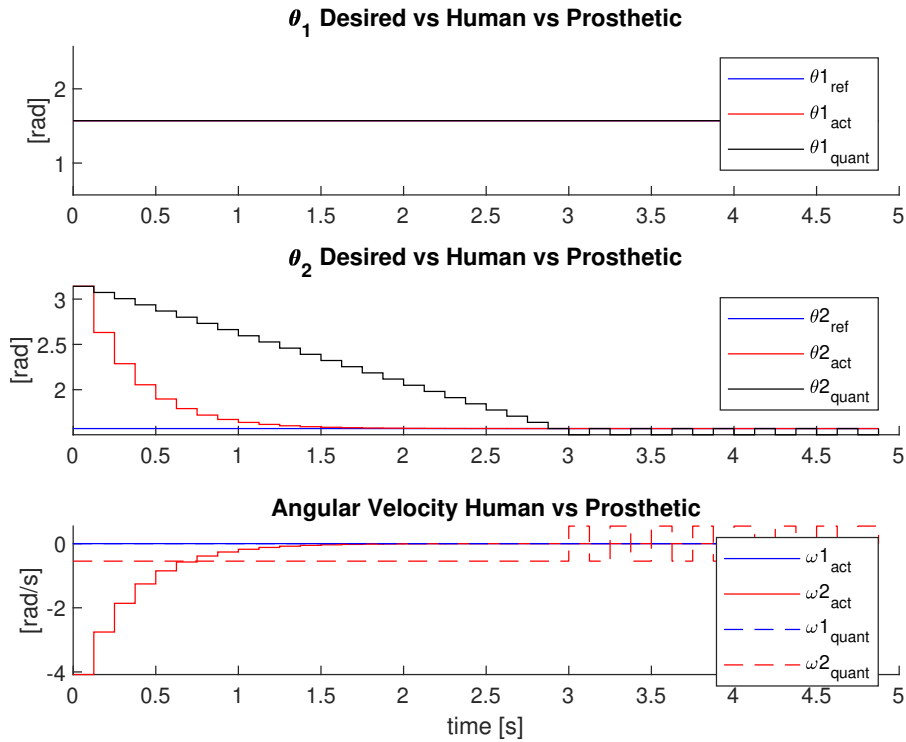 θ₁ Desired vs Human vs Prosthetic
[rad]
2
1
θ1ref
θ1act
θ1quant
0 0.5 1 1.5 2 2.5 3 3.5 4 4.5 5
θ₂ Desired vs Human vs Prosthetic
[rad]
3
2.5
2
θ2ref
θ2act
θ2quant
0 0.5 1 1.5 2 2.5 3 3.5 4 4.5 5
Angular Velocity Human vs Prosthetic
[rad/s]
0
-2
-4
ω1act
ω2act
ω1quant
ω2quant
0 0.5 1 1.5 2 2.5 3 3.5 4 4.5 5
time [s]